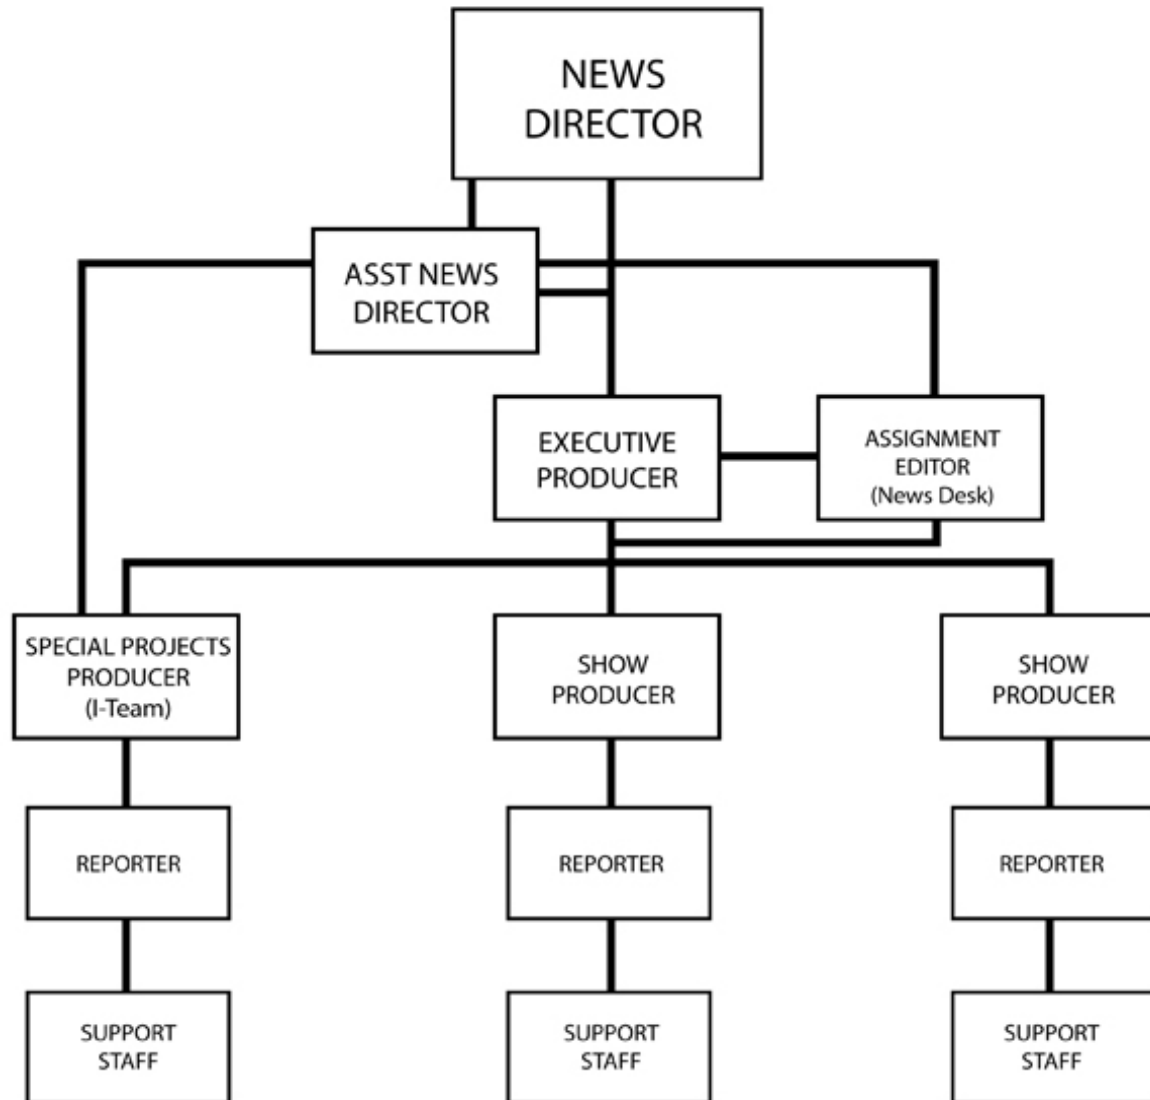 NEWS
DIRECTOR
ASST NEWS
DIRECTOR
EXECUTIVE
PRODUCER
ASSIGNMENT
EDITOR
(News Desk)
SPECIAL PROJECTS
PRODUCER
(I-Team)
SHOW
PRODUCER
SHOW
PRODUCER
REPORTER
REPORTER
REPORTER
SUPPORT
STAFF
SUPPORT
STAFF
SUPPORT
STAFF